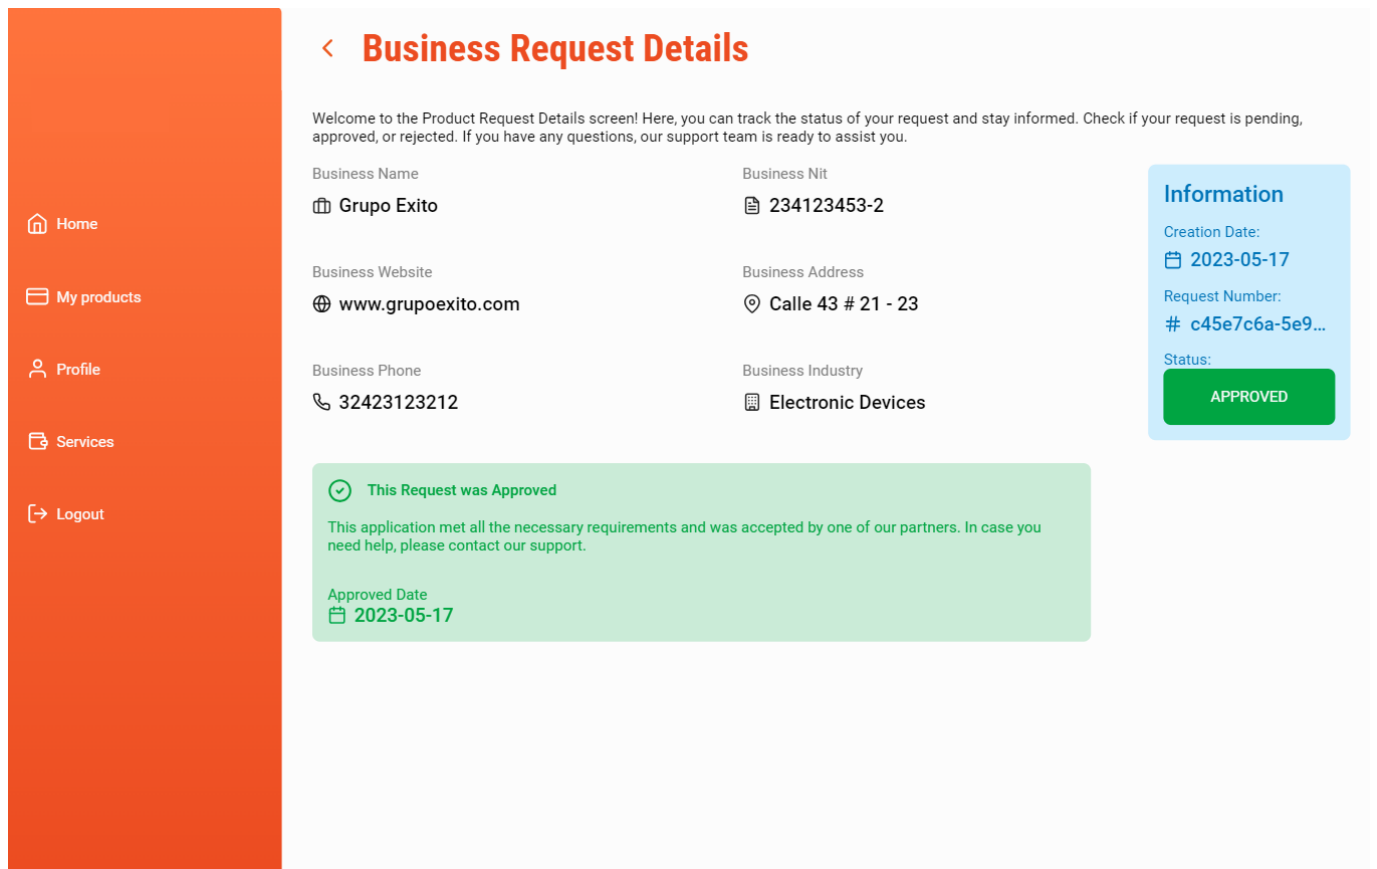 Business Request Details
Welcome to the Product Request Details screen! Here, you can track the status of your request and stay informed. Check if your request is pending,
approved, or rejected. If you have any questions, our support team is ready to assist you.
Home
My products
Profile
Services
Logout
Business Name
Grupo Exito
Business Nit
234123453-2
Business Website
www.grupoexito.com
Business Address
Calle 43 # 21 - 23
Business Phone
32423123212
Business Industry
Electronic Devices
Information
Creation Date:
2023-05-17
Request Number:
# c45e7c6a-5e9...
Status:
APPROVED
This Request was Approved
This application met all the necessary requirements and was accepted by one of our partners. In case you
need help, please contact our support.
Approved Date
2023-05-17